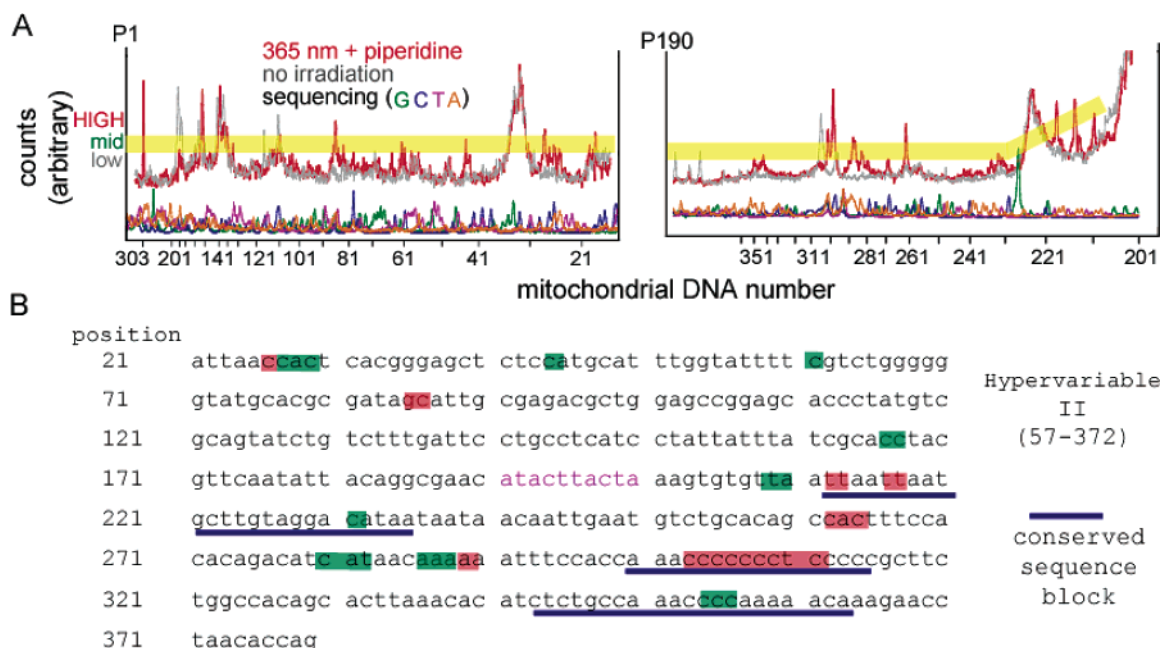 A
P1
P190
365 nm + piperidine
no irradiation
sequencing (GCTA)
HIGH
mid
low
counts
(arbitrary)
303 201 141 121 101 81 61 41 21
351 311 281 261 241 221 201
mitochondrial DNA number
B
position
21 attaaccact cacgggagct ctccatgcat ttggtatttt cgtctggggg
71 gtatgcacgc gatagcattg cgagacgctg gagccggagc accctatgtc
121 gcagtatctg tctttgattc ctgcctcatc ctattattta tcgcacctac
171 gttcaatatt acaggcgaac atacttacta aagtgtgtta attaattaat
221 gcttgtagga cataataata acaattgaat gtctgcacag ccactttcca
271 cacagacatc ataacaaaaa atttccacca aaccccccct cccccgcttc
321 tggccacagc acttaaacac atctctgcca aaccccaaaa acaaagaacc
371 taacaccag
Hypervariable
II
(57-372)
conserved
sequence
block